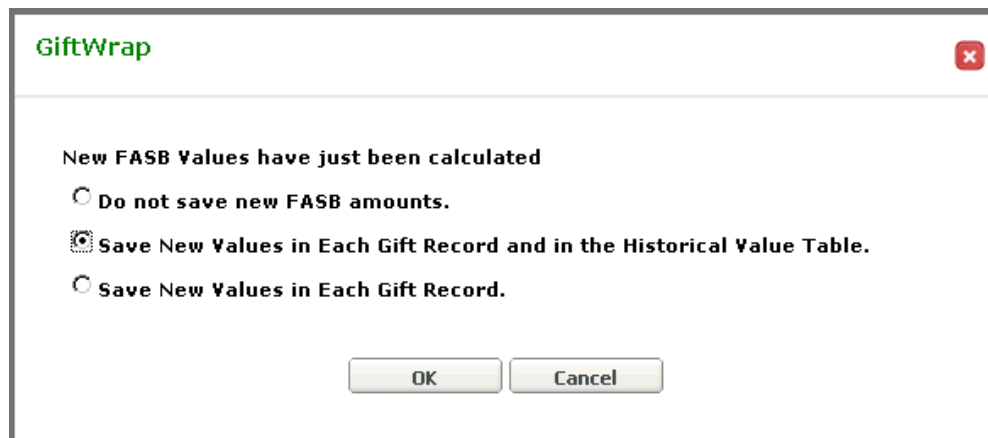 GiftWrap
New FASB Values have just been calculated
Do not save new FASB amounts.
Save New Values in Each Gift Record and in the Historical Value Table.
Save New Values in Each Gift Record.
OK
Cancel